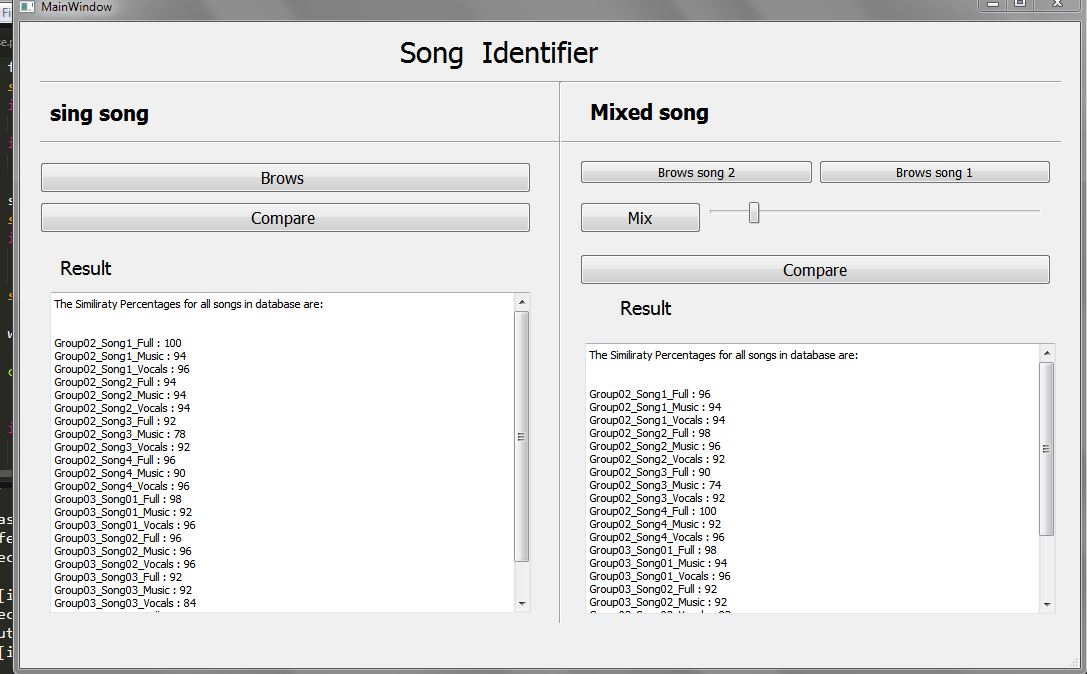 MainWindow
Song Identifier
sing song
Brows
Compare
Result
The Similiraty Percentages for all songs in database are:
Group02_Song1_Full : 100
Group02_Song1_Music : 94
Group02_Song1_Vocals : 96
Group02_Song2_Full : 94
Group02_Song2_Music : 94
Group02_Song2_Vocals : 94
Group02_Song3_Full : 92
Group02_Song3_Music : 78
Group02_Song3_Vocals : 92
Group02_Song4_Full : 96
Group02_Song4_Music : 90
Group02_Song4_Vocals : 96
Group03_Song01_Full : 98
Group03_Song01_Music : 92
Group03_Song01_Vocals : 96
Group03_Song02_Full : 96
Group03_Song02_Music : 96
Group03_Song02_Vocals : 96
Group03_Song03_Full : 92
Group03_Song03_Music : 92
Group03_Song03_Vocals : 84
Mixed song
Brows song 2
Brows song 1
Mix
Compare
Result
The Similiraty Percentages for all songs in database are:
Group02_Song1_Full : 96
Group02_Song1_Music : 94
Group02_Song1_Vocals : 94
Group02_Song2_Full : 98
Group02_Song2_Music : 96
Group02_Song2_Vocals : 92
Group02_Song3_Full : 90
Group02_Song3_Music : 74
Group02_Song3_Vocals : 92
Group02_Song4_Full : 100
Group02_Song4_Music : 92
Group02_Song4_Vocals : 96
Group03_Song01_Full : 98
Group03_Song01_Music : 94
Group03_Song01_Vocals : 96
Group03_Song02_Full : 92
Group03_Song02_Music : 92